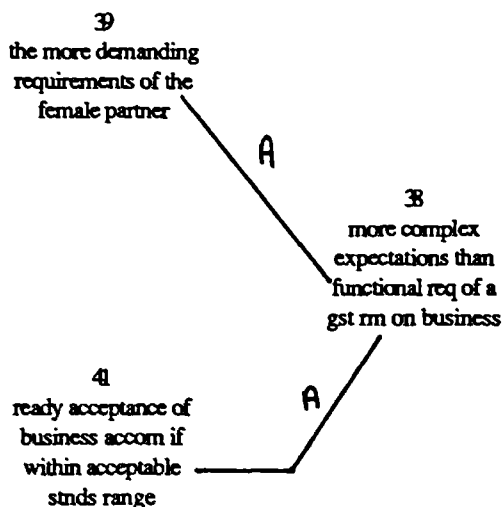 39
the more demanding
requirements of the
female partner
A
38
more complex
expectations than
functional req of a
gst rm on business
41
ready acceptance of
business accom if
within acceptable
stnds range
A